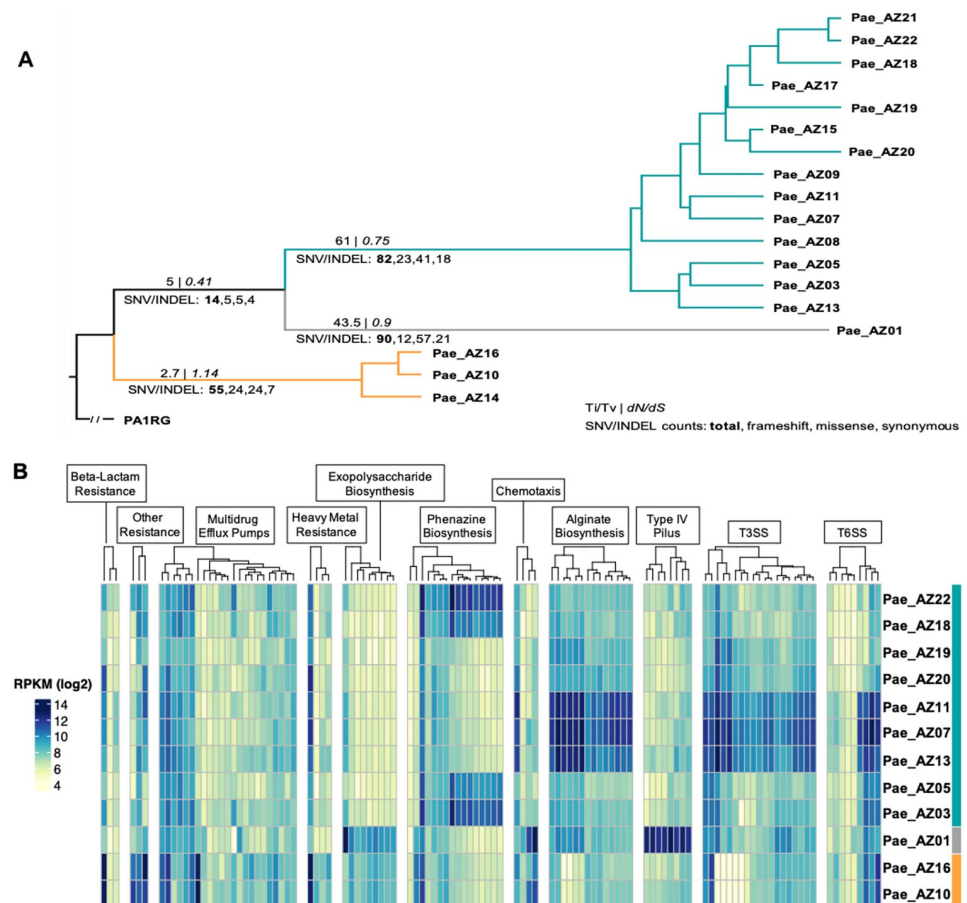 A
Pae_AZ21
Pae_AZ22
Pae_AZ18
Pae_AZ17
Pae_AZ19
Pae_AZ15
Pae_AZ20
Pae_AZ09
Pae_AZ11
Pae_AZ07
61 | 0.75
Pae_AZ08
SNV/INDEL: 82,23,41,18
Pae_AZ05
5 | 0.41
Pae_AZ03
SNV/INDEL: 14,5,5,4
Pae_AZ13
43.5 | 0.9
Pae_AZ01
SNV/INDEL: 90,12,57.21
Pae_AZ16
2.7 | 1.14
Pae_AZ10
SNV/INDEL: 55,24,24,7
Pae_AZ14
Ti/Tv | dN/dS
PA1RG
SNV/INDEL counts: total, frameshift, missense, synonymous
B
Beta-Lactam
Resistance
Exopolysaccharide
Biosynthesis
Chemotaxis
Other
Resistance
Multidrug
Efflux Pumps
Heavy Metal
Resistance
Phenazine
Biosynthesis
Alginate
Biosynthesis
Type IV
Pilus
T3SS
T6SS
Pae_AZ22
Pae_AZ18
Pae_AZ19
Pae_AZ20
Pae_AZ11
Pae_AZ07
Pae_AZ13
Pae_AZ05
Pae_AZ03
Pae_AZ01
Pae_AZ16
Pae_AZ10
RPKM (log2)
14
12
10
8
6
4